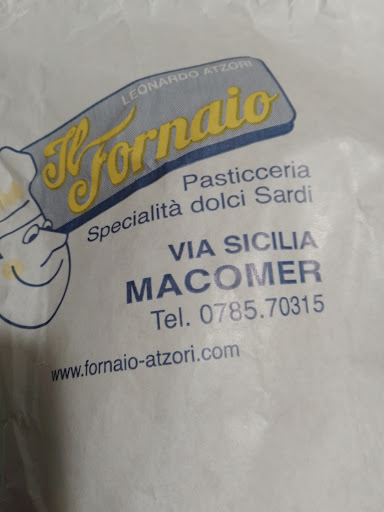 LEONARDO ATZORI
Il Fornaio
Pasticceria
Specialità dolci Sardi
VIA SICILIA
MACOMER
Tel. 0785.70315
www.fornaio-atzori.com